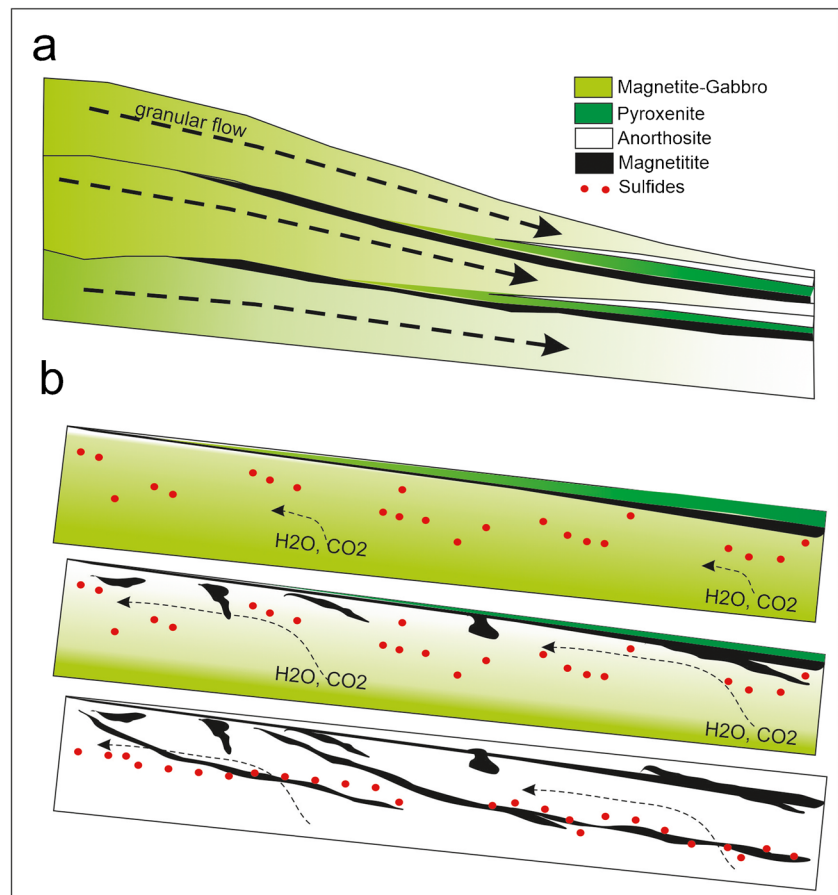 a
granular flow
Magnetite-Gabbro
Pyroxenite
Anorthosite
Magnetitite
Sulfides
b
H2O, CO2
H2O, CO2
H2O, CO2
H2O, CO2